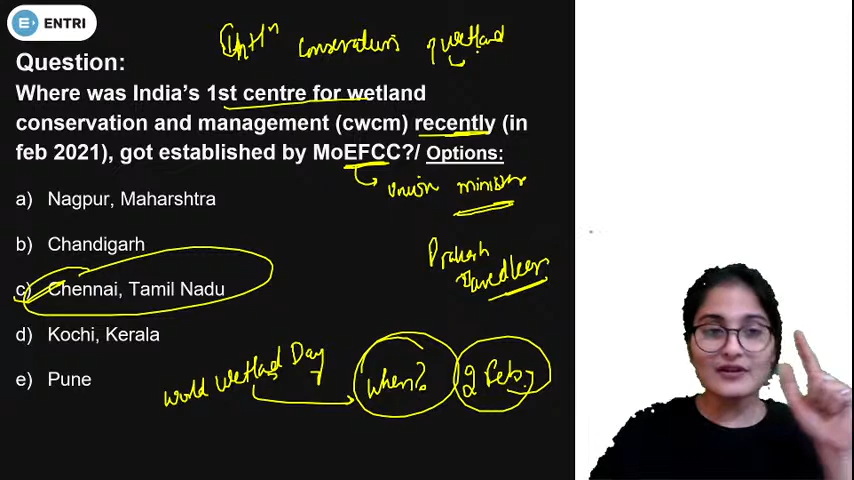 ENTRI
conservation of wetland
Question:
Where was India's 1st centre for wetland
conservation and management (cwcm) recently (in
feb 2021), got established by MoEFCC?/ Options:
union minister
a) Nagpur, Maharshtra
b) Chandigarh
Prakash
Javedkar
c) Chennai, Tamil Nadu
d) Kochi, Kerala
World Wetland Day
when?
2 Feb
e) Pune